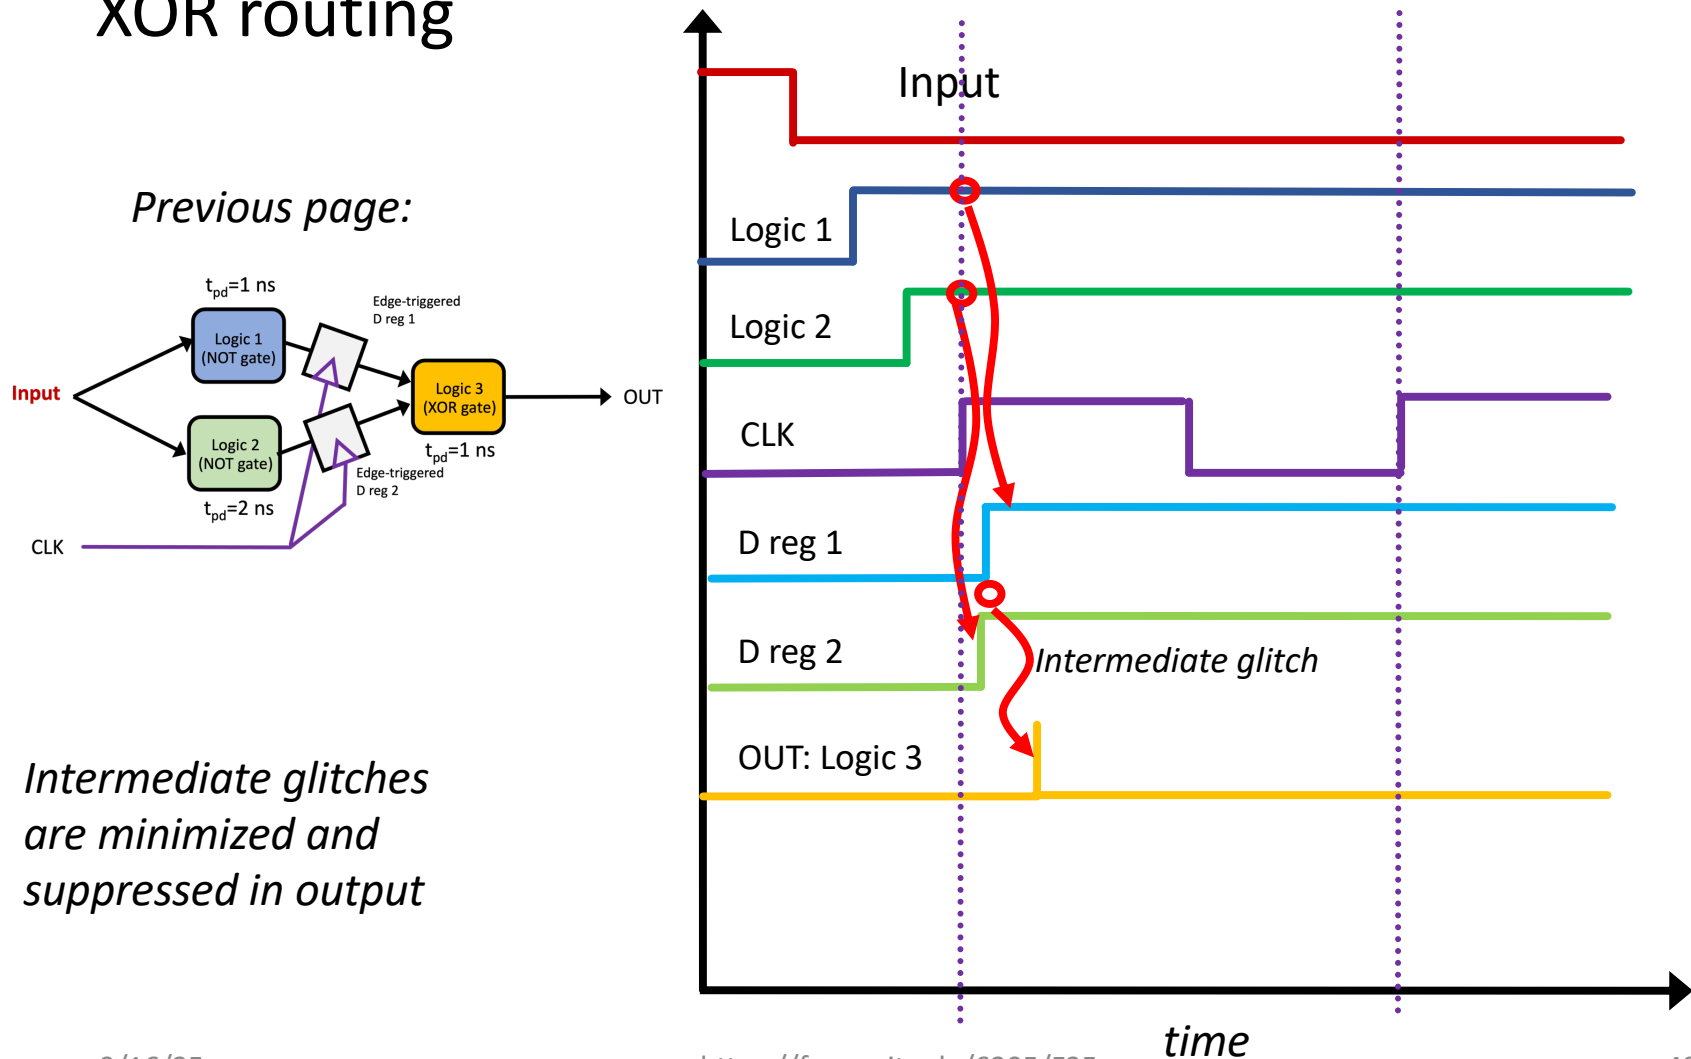 XOR routing
Previous page:
t_pd=1 ns
Edge-triggered
D reg 1
Logic 1
(NOT gate)
Input
Logic 3
(XOR gate)
OUT
t_pd=1 ns
Logic 2
(NOT gate)
Edge-triggered
D reg 2
t_pd=2 ns
CLK
Intermediate glitches
are minimized and
suppressed in output
Input
Logic 1
Logic 2
CLK
D reg 1
D reg 2
Intermediate glitch
OUT: Logic 3
time